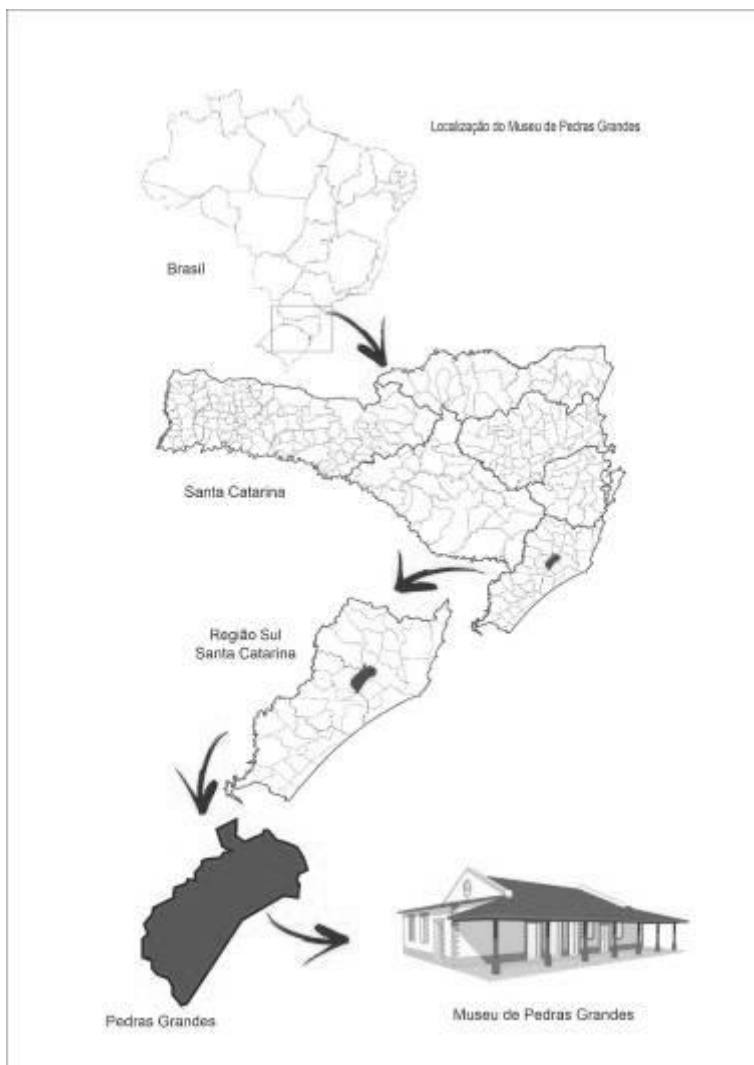 Localização do Museu de Pedras Grandes
Brasil
Santa Catarina
Região Sul
Santa Catarina
Pedras Grandes
Museu de Pedras Grandes